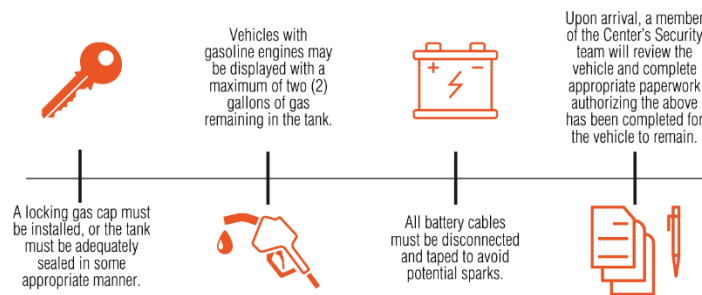 A locking gas cap must
be installed, or the tank
must be adequately
sealed in some
appropriate manner.
Vehicles with
gasoline engines may
be displayed with a
maximum of two (2)
gallons of gas
remaining in the tank.
All battery cables
must be disconnected
and taped to avoid
potential sparks.
Upon arrival, a member
of the Center's Security
team will review the
vehicle and complete
appropriate paperwork
authorizing the above
has been completed for
the vehicle to remain.